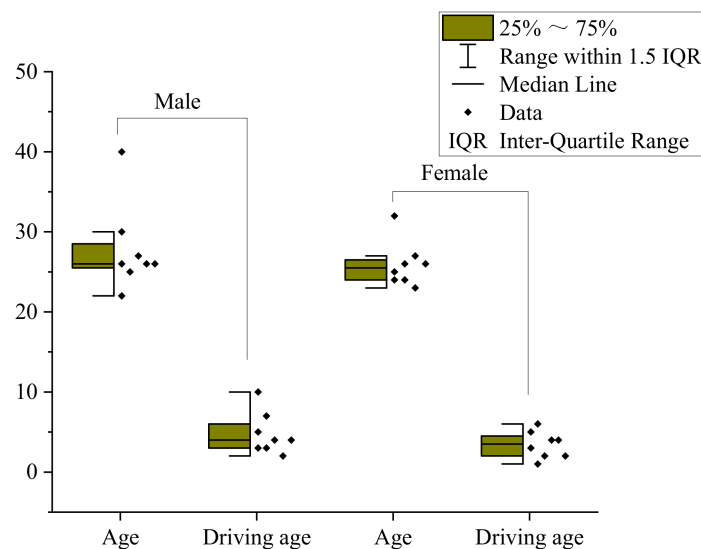 25% ～ 75%
Range within 1.5 IQR
Median Line
Data
IQR Inter-Quartile Range
50
40
30
20
10
0
Male
Female
Age Driving age Age Driving age